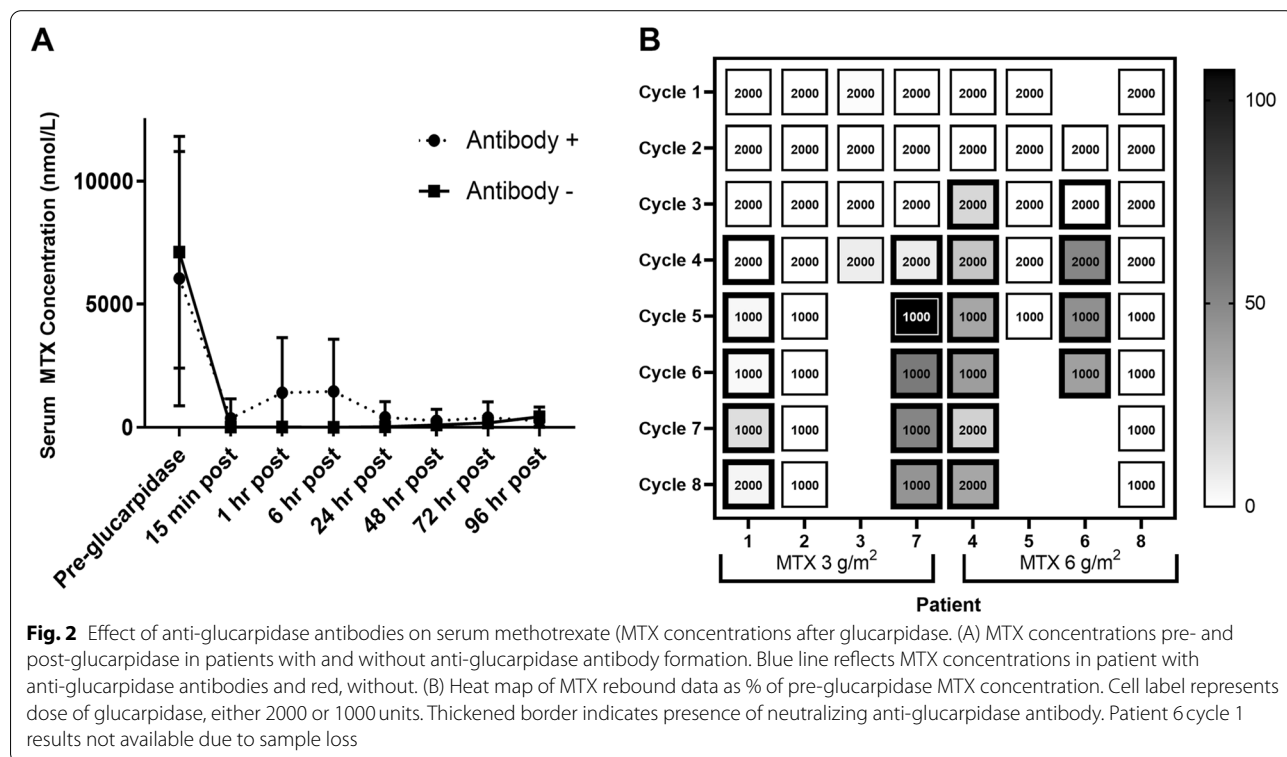 A
Serum MTX Concentration (nmol/L)
10000
5000
0
Antibody +
Antibody -
Pre-glucarpidase
15 min post
1 hr post
6 hr post
24 hr post
48 hr post
72 hr post
96 hr post
B
Cycle 1 2000 2000 2000 2000 2000 2000 2000
Cycle 2 2000 2000 2000 2000 2000 2000 2000 2000
Cycle 3 2000 2000 2000 2000 2000 2000 2000 2000
Cycle 4 2000 2000 2000 2000 2000 2000 2000 2000
Cycle 5 1000 1000 1000 1000 1000 1000 1000
Cycle 6 1000 1000 1000 1000 1000 1000
Cycle 7 1000 1000 1000 2000 1000
Cycle 8 2000 1000 1000 2000 1000
1 2 3 7 4 5 6 8
MTX 3 g/m² MTX 6 g/m²
Patient
100
50
0
Fig. 2 Effect of anti-glucarpidase antibodies on serum methotrexate (MTX concentrations after glucarpidase. (A) MTX concentrations pre- and
post-glucarpidase in patients with and without anti-glucarpidase antibody formation. Blue line reflects MTX concentrations in patient with
anti-glucarpidase antibodies and red, without. (B) Heat map of MTX rebound data as % of pre-glucarpidase MTX concentration. Cell label represents
dose of glucarpidase, either 2000 or 1000 units. Thickened border indicates presence of neutralizing anti-glucarpidase antibody. Patient 6 cycle 1
results not available due to sample loss